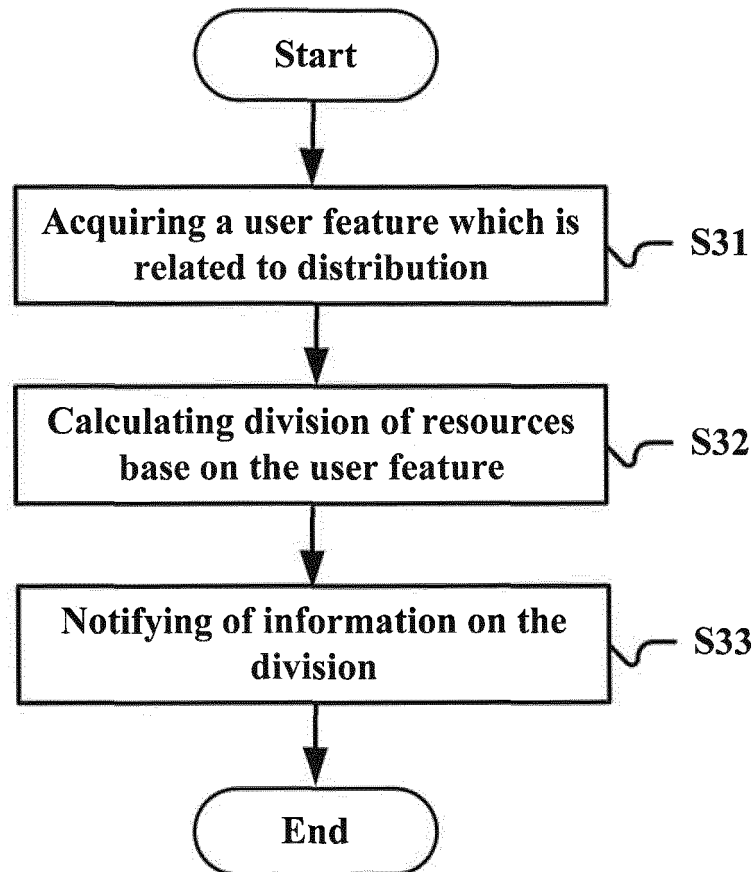 Start
Acquiring a user feature which is
related to distribution
S31
Calculating division of resources
base on the user feature
S32
Notifying of information on the
division
S33
End